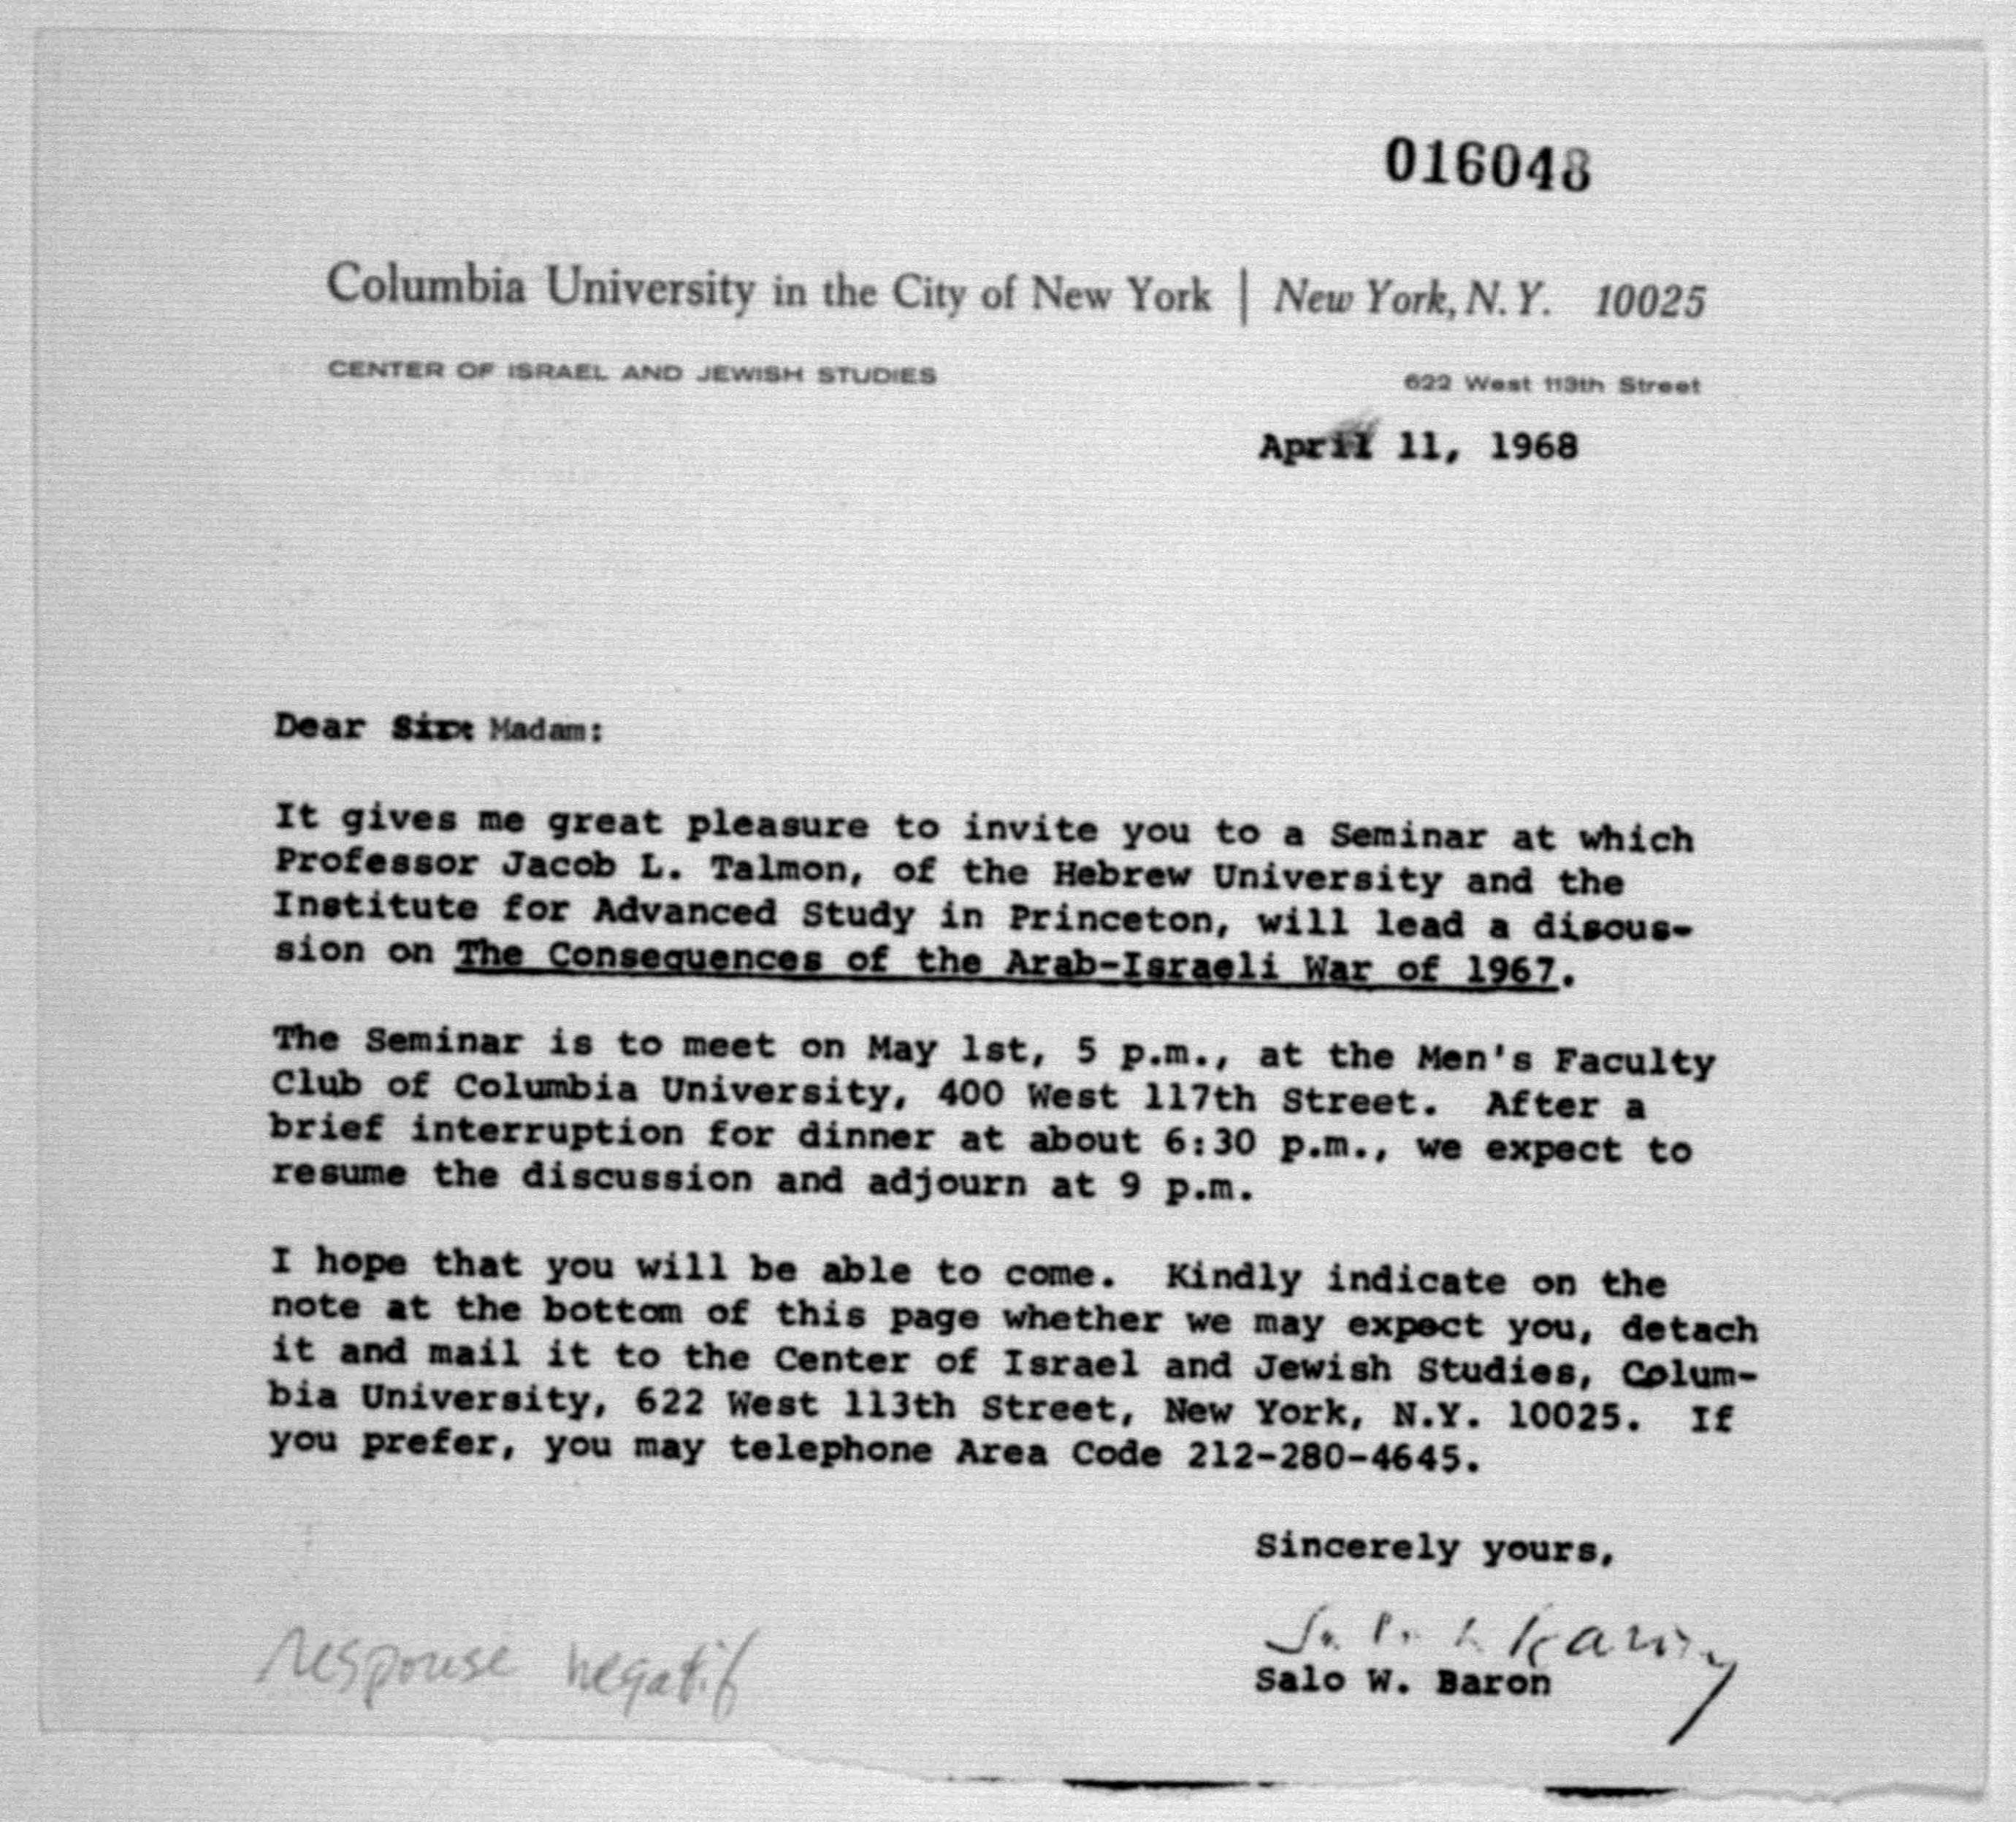 016048
Columbia University in the City of New York | New York, N.Y. 10025
CENTER OF ISRAEL AND JEWISH STUDIES 622 West 113th Street
April 11, 1968
Dear Sir: Madam:
It gives me great pleasure to invite you to a Seminar at which
Professor Jacob L. Talmon, of the Hebrew University and the
Institute for Advanced Study in Princeton, will lead a discus-
sion on The Consequences of the Arab-Israeli War of 1967.
The Seminar is to meet on May 1st, 5 p.m., at the Men's Faculty
Club of Columbia University, 400 West 117th Street. After a
brief interruption for dinner at about 6:30 p.m., we expect to
resume the discussion and adjourn at 9 p.m.
I hope that you will be able to come. Kindly indicate on the
note at the bottom of this page whether we may expect you, detach
it and mail it to the Center of Israel and Jewish Studies, Colum-
bia University, 622 West 113th Street, New York, N.Y. 10025. If
you prefer, you may telephone Area Code 212-280-4645.
Sincerely yours,
Salo W. Baron
response negatif